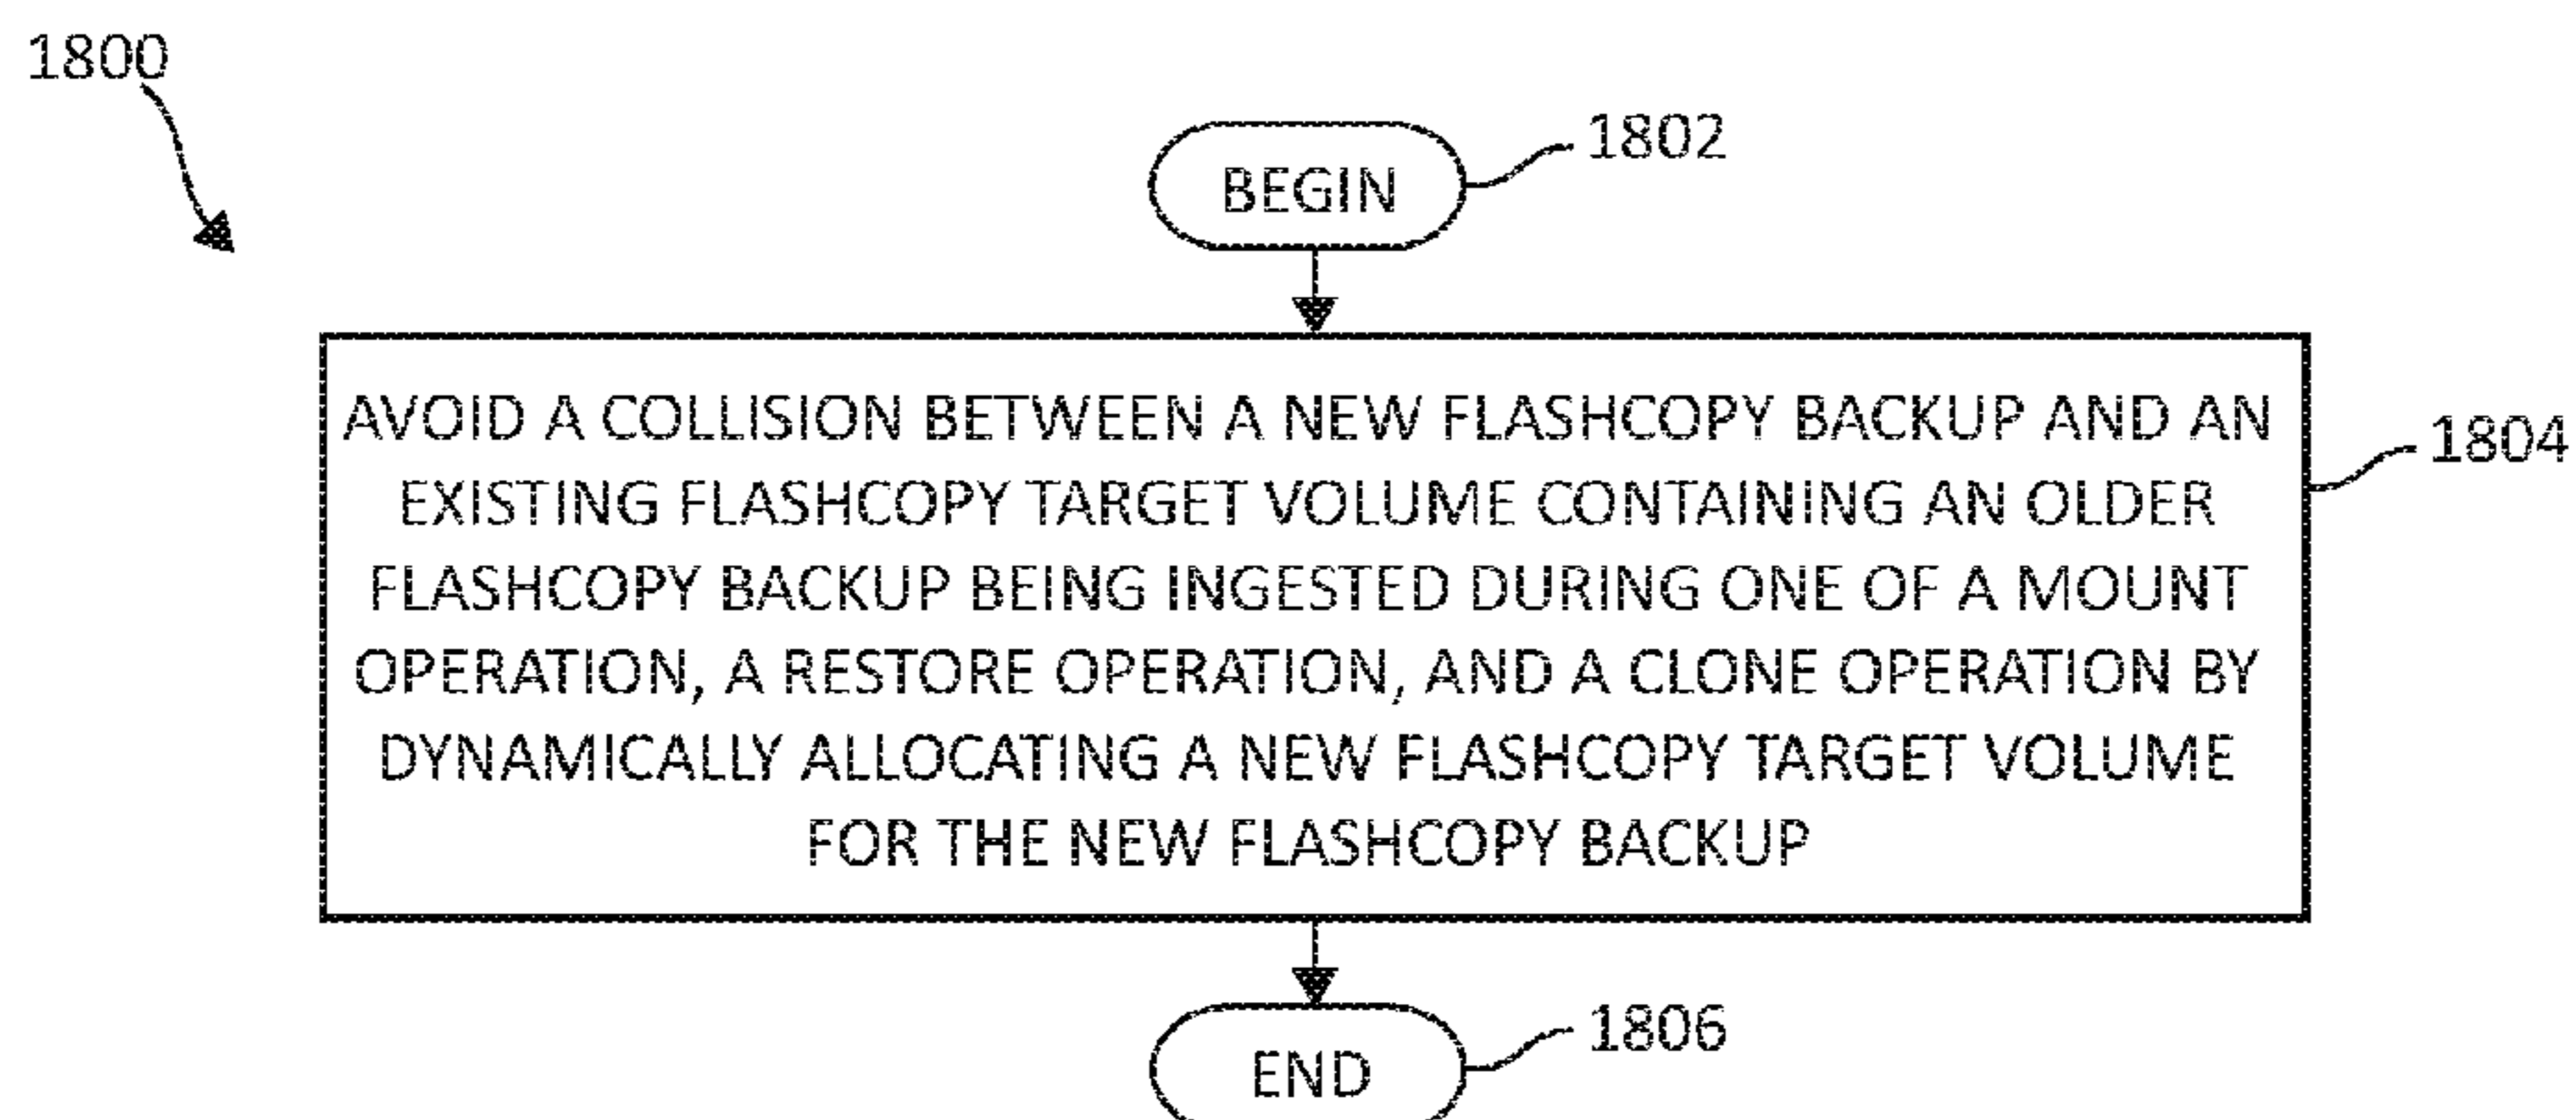 1800
1802
BEGIN
AVOID A COLLISION BETWEEN A NEW FLASHCOPY BACKUP AND AN
EXISTING FLASHCOPY TARGET VOLUME CONTAINING AN OLDER
FLASHCOPY BACKUP BEING INGESTED DURING ONE OF A MOUNT
OPERATION, A RESTORE OPERATION, AND A CLONE OPERATION BY
DYNAMICALLY ALLOCATING A NEW FLASHCOPY TARGET VOLUME
FOR THE NEW FLASHCOPY BACKUP
1804
1806
END